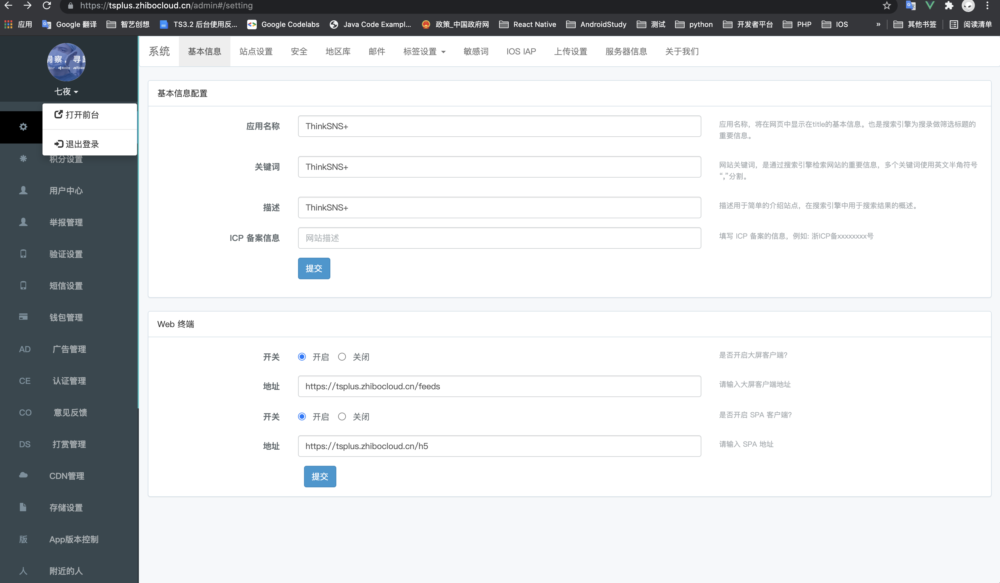 https://tsplus.zhibocloud.cn/admin#/setting
应用 Google 翻译 智艺创想 TS3.2 后台使用反... Google Codelabs Java Code Exampl... 政策_中国政府网 React Native AndroidStudy 测试 python 开发者平台 PHP IOS » 其他书签 阅读清单
七夜
打开前台
退出登录
积分设置
用户中心
举报管理
验证设置
短信设置
钱包管理
AD 广告管理
CE 认证管理
CO 意见反馈
DS 打赏管理
CDN管理
存储设置
版 App版本控制
人 附近的人
系统 基本信息 站点设置 安全 地区库 邮件 标签设置 敏感词 IOS IAP 上传设置 服务器信息 关于我们
基本信息配置
应用名称 ThinkSNS+ 应用名称，将在网页中显示在title的基本信息。也是搜索引擎为搜录做筛选标题的
重要信息。
关键词 ThinkSNS+ 网站关键词，是通过搜索引擎检索网站的重要信息，多个关键词使用英文半角符号
“,”分割。
描述 ThinkSNS+ 描述用于简单的介绍站点，在搜索引擎中用于搜索结果的概述。
ICP 备案信息 网站描述 填写 ICP 备案的信息，例如: 浙ICP备xxxxxxxx号
提交
Web 终端
开关 开启 关闭 是否开启大屏客户端?
地址 https://tsplus.zhibocloud.cn/feeds 请输入大屏客户端地址
开关 开启 关闭 是否开启 SPA 客户端?
地址 https://tsplus.zhibocloud.cn/h5 请输入 SPA 地址
提交